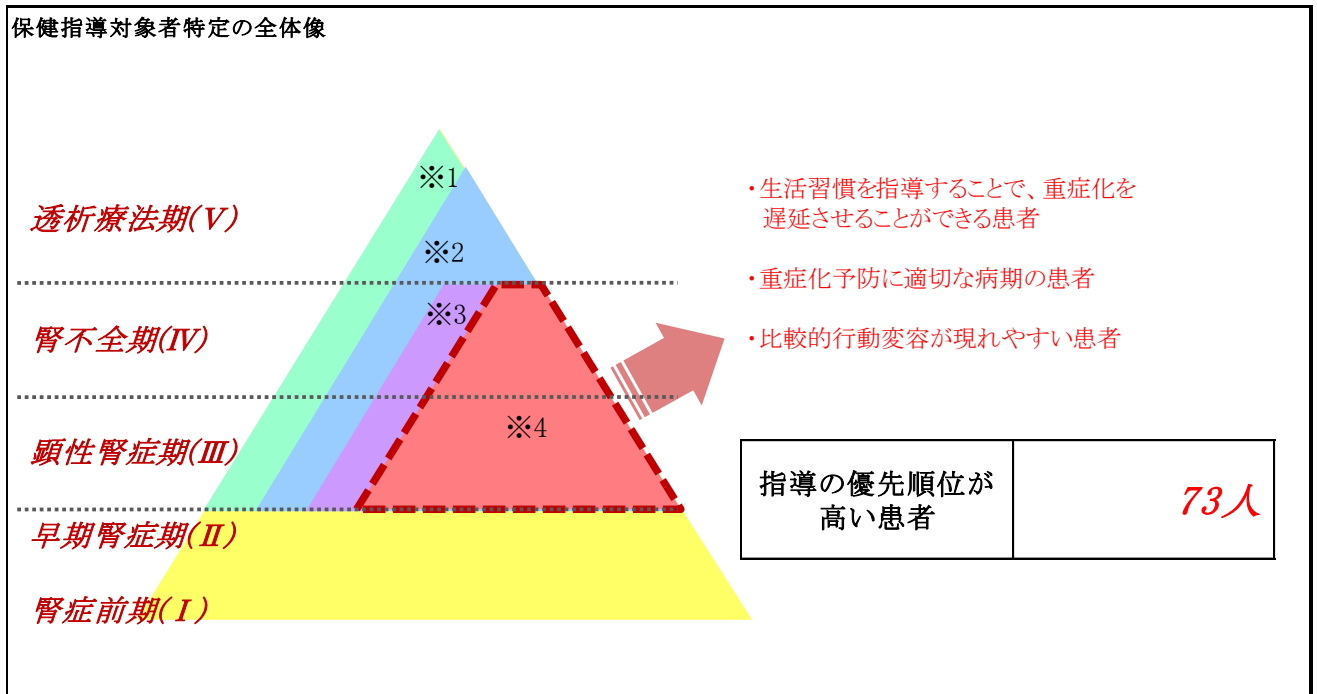 保健指導対象者特定の全体像
※1
※2
※3
※4
透析療法期(Ⅴ)
腎不全期(Ⅳ)
顕性腎症期(Ⅲ)
早期腎症期(Ⅱ)
腎症前期(Ⅰ)
・生活習慣を指導することで、重症化を
遅延させることができる患者
・重症化予防に適切な病期の患者
・比較的行動変容が現れやすい患者
指導の優先順位が
高い患者
73人